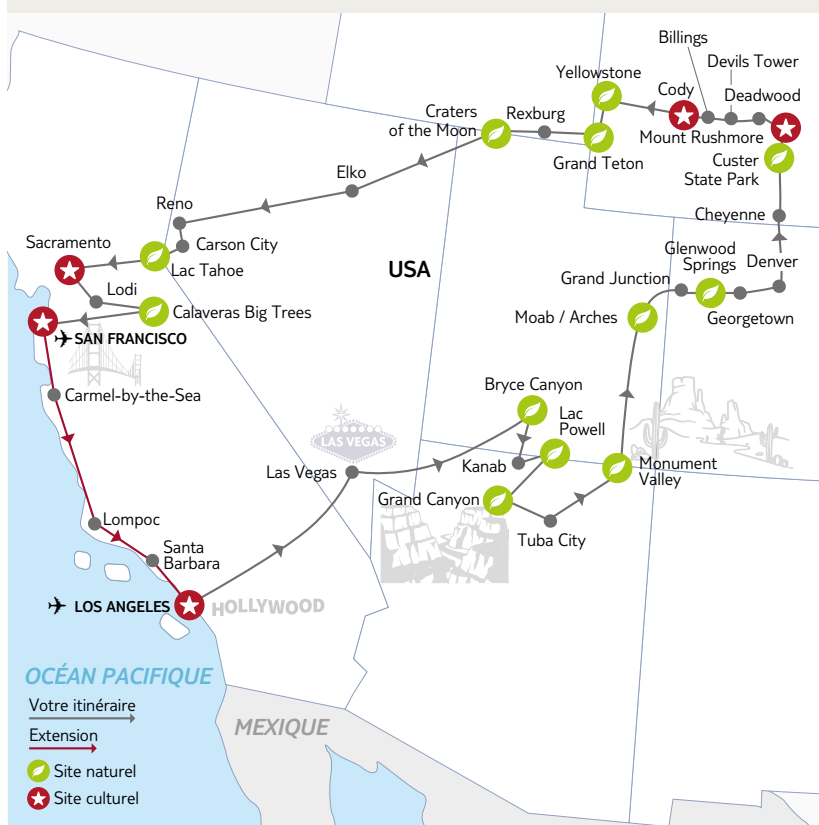 Billings
Devils Tower
Yellowstone
Cody
Deadwood
Craters
of the Moon
Rexburg
Mount Rushmore
Grand Teton
Custer
State Park
Elko
Reno
Cheyenne
Sacramento
Carson City
Lac Tahoe
USA
Glenwood
Springs
Denver
Grand Junction
Lodi
Calaveras Big Trees
Moab / Arches
Georgetown
SAN FRANCISCO
Carmel-by-the-Sea
Bryce Canyon
Lac
Powell
LAS VEGAS
Las Vegas
Kanab
Monument
Valley
Grand Canyon
Lompoc
Tuba City
Santa
Barbara
LOS ANGELES
HOLLYWOOD
OCÉAN PACIFIQUE
Votre itinéraire
Extension
MEXIQUE
Site naturel
Site culturel